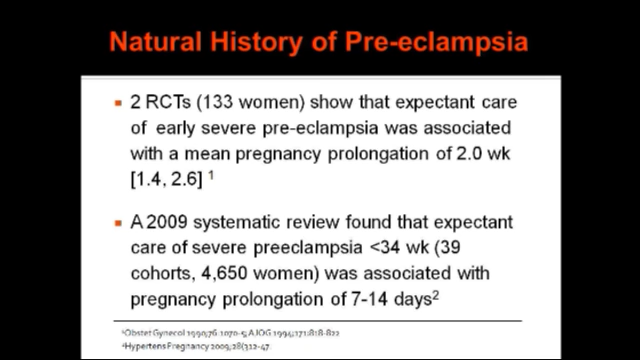 Natural History of Pre-eclampsia
▪ 2 RCTs (133 women) show that expectant care
of early severe pre-eclampsia was associated
with a mean pregnancy prolongation of 2.0 wk
[1.4, 2.6] ¹
▪ A 2009 systematic review found that expectant
care of severe preeclampsia <34 wk (39
cohorts, 4,650 women) was associated with
pregnancy prolongation of 7-14 days²
¹Obstet Gynecol 1990;76:1070-5; AJOG 1994;171:818-822
²Hypertens Pregnancy 2009;28(312-47